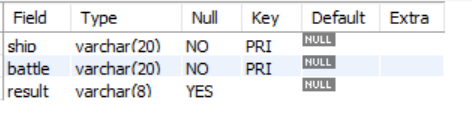 Field Type Null Key Default Extra
ship varchar(20) NO PRI NULL
battle varchar(20) NO PRI NULL
result varchar(8) YES NULL